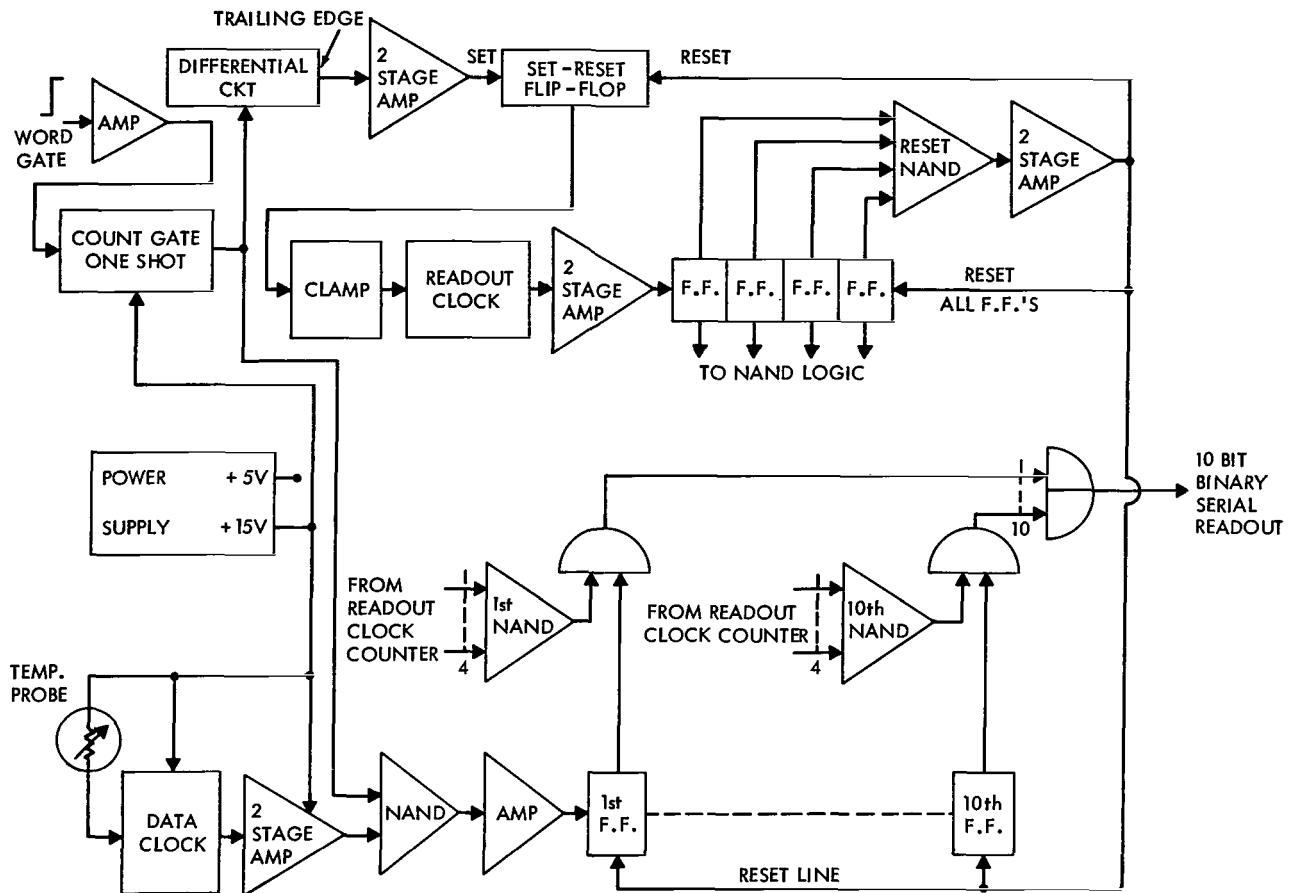 TRAILING EDGE
DIFFERENTIAL
CKT
2
STAGE
AMP
SET
SET-RESET
FLIP-FLOP
RESET
WORD
GATE
AMP
RESET
NAND
2
STAGE
AMP
COUNT GATE
ONE SHOT
CLAMP
READOUT
CLOCK
2
STAGE
AMP
F.F.
F.F.
F.F.
F.F.
RESET
ALL F.F.'S
TO NAND LOGIC
POWER +5V
SUPPLY +15V
10 BIT
BINARY
SERIAL
READOUT
10
FROM
READOUT
CLOCK
COUNTER
4
1st
NAND
FROM READOUT
CLOCK COUNTER
4
10th
NAND
TEMP.
PROBE
DATA
CLOCK
2
STAGE
AMP
NAND
AMP
1st
F.F.
10th
F.F.
RESET LINE